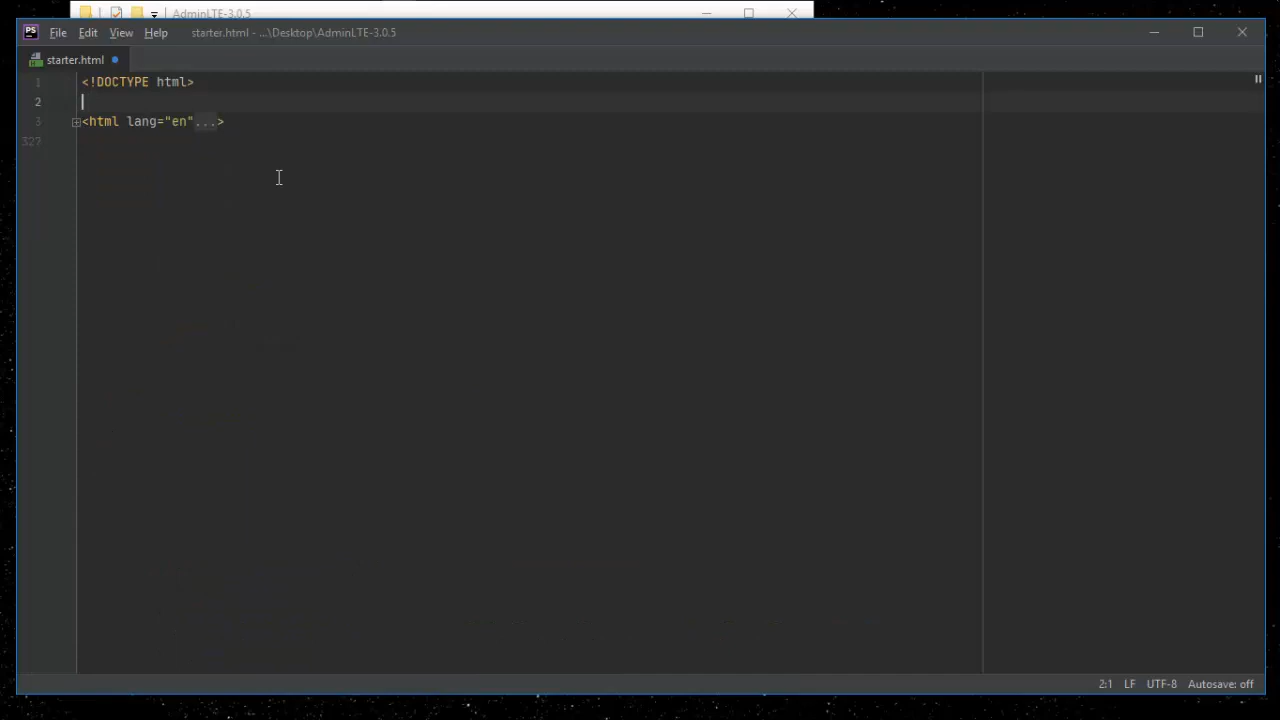 AdminLTE-3.0.5
PS File Edit View Help starter.html - ...\Desktop\AdminLTE-3.0.5
starter.html
1 <!DOCTYPE html>
2
3 <html lang="en"...>
327
2:1 LF UTF-8 Autosave: off